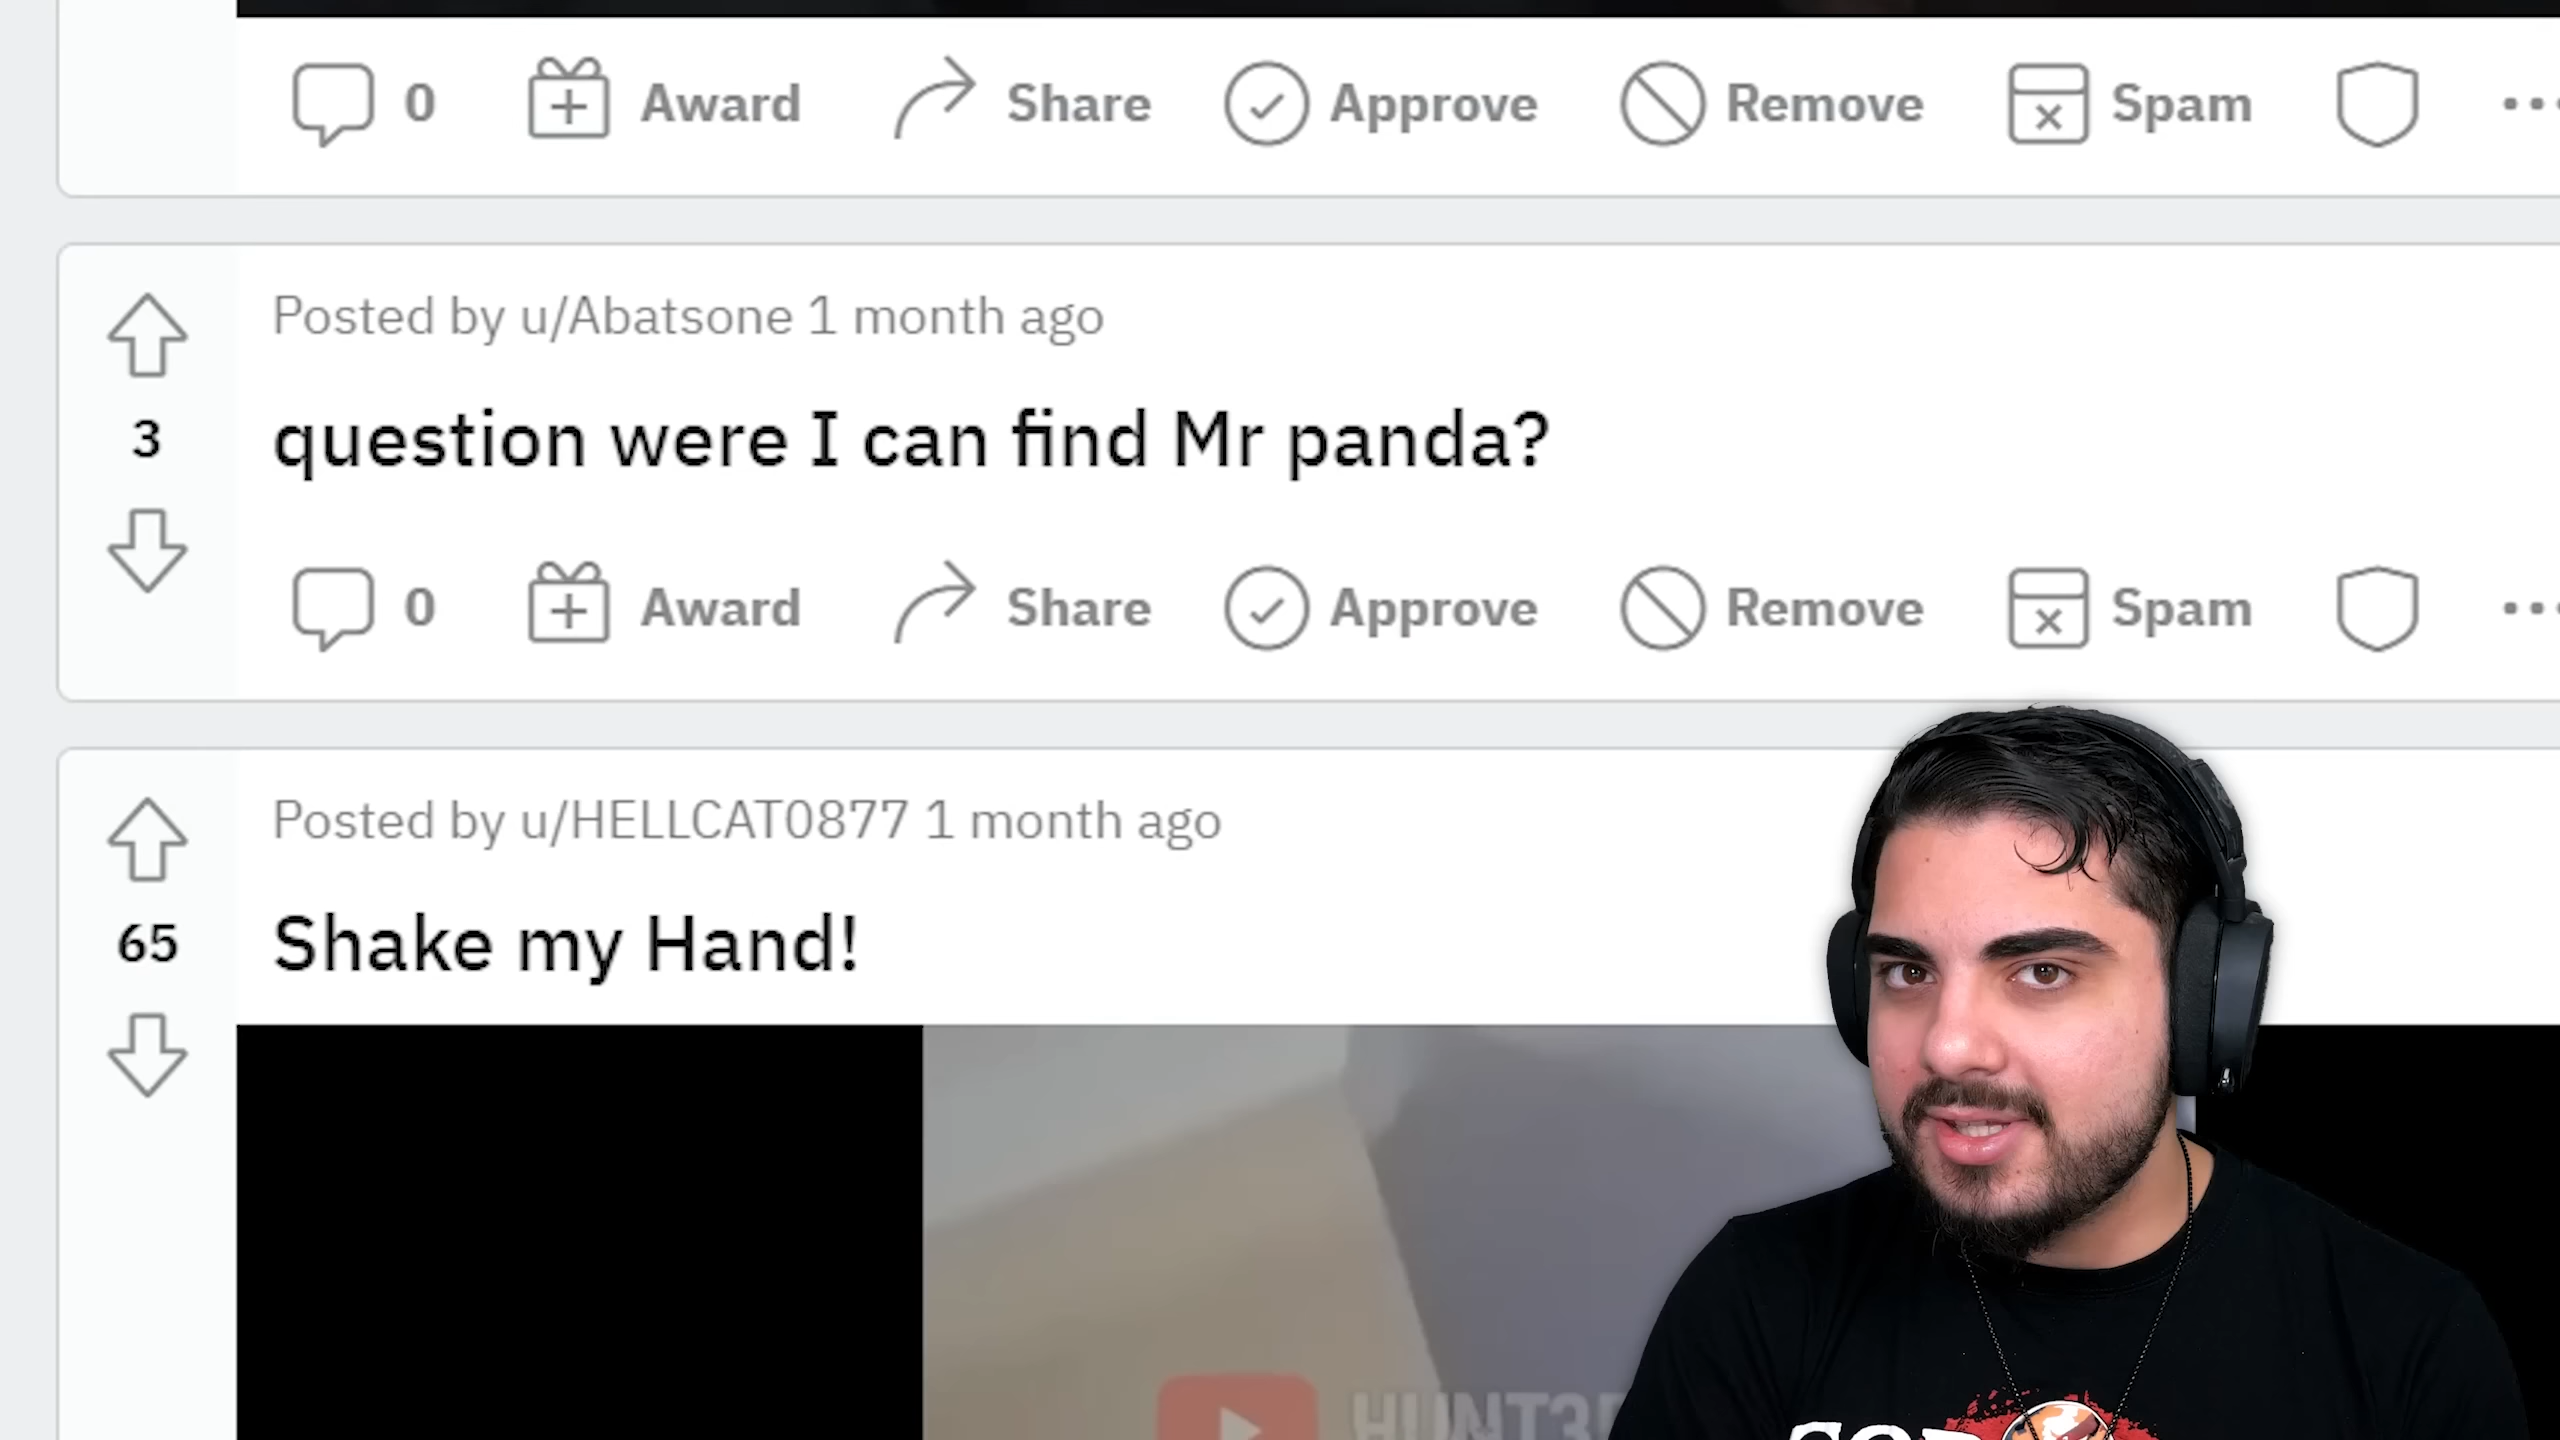 0 Award Share Approve Remove Spam
Posted by u/Abatsone 1 month ago
3
question were I can find Mr panda?
0 Award Share Approve Remove Spam
Posted by u/HELLCAT0877 1 month ago
65
Shake my Hand!